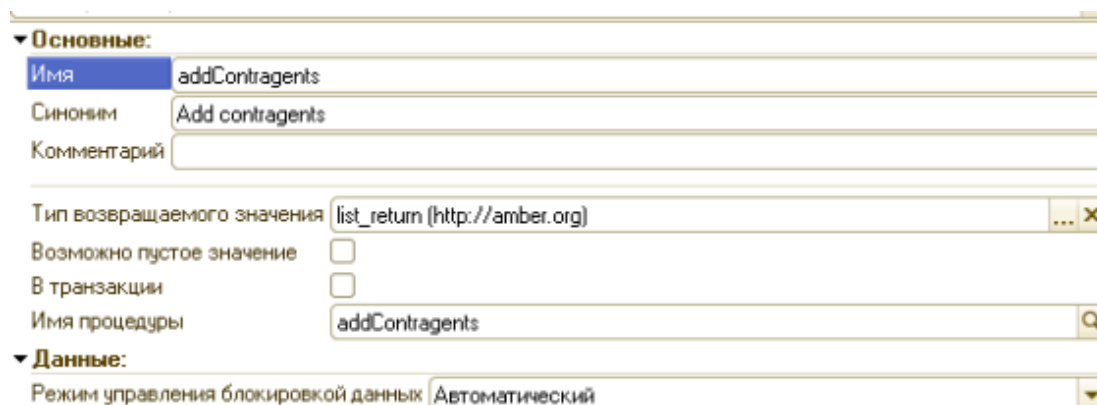 Основные:
Имя addContragents
Синоним Add contragents
Комментарий
Тип возвращаемого значения list_return (http://amber.org) ... ×
Возможно пустое значение
В транзакции
Имя процедуры addContragents
Данные:
Режим управления блокировкой данных Автоматический